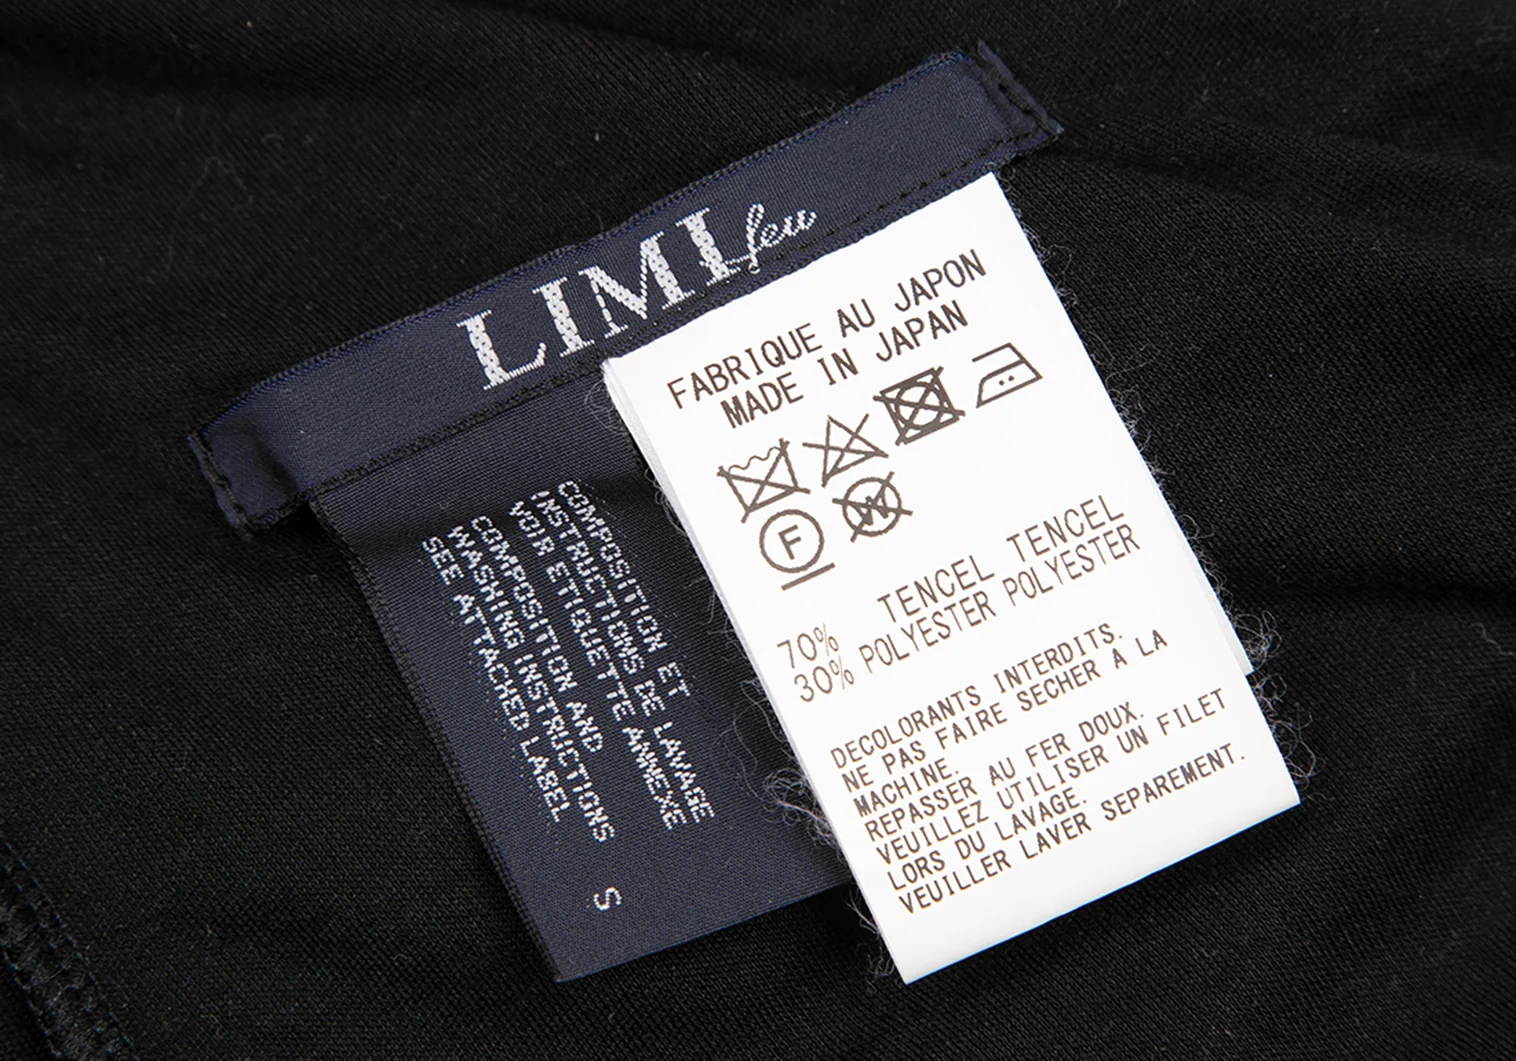 LIMI feu
FABRIQUE AU JAPON
MADE IN JAPAN
F
W
TENCEL TENCEL
70%
30% POLYESTER POLYESTER
DECOLORANTS INTERDITS.
NE PAS FAIRE SECHER A LA
MACHINE.
REPASSER AU FER DOUX.
VEUILLEZ UTILISER UN FILET
LORS DU LAVAGE.
VEUILLER LAVER SEPAREMENT.
COMPOSITION ET
INSTRUCTIONS DE LAVAGE
VOIR ETIQUETTE ANNEXE
COMPOSITION AND
WASHING INSTRUCTIONS
SEE ATTACHED LABEL
S